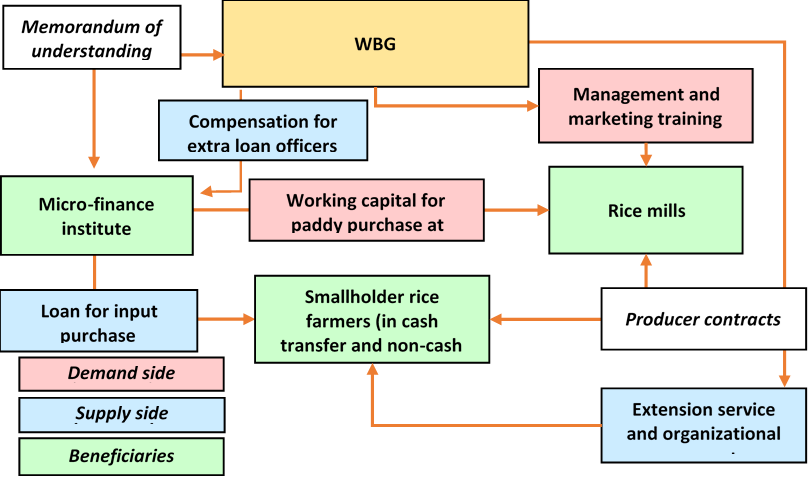 Memorandum of
understanding
WBG
Management and
marketing training
Compensation for
extra loan officers
Micro-finance
institute
Working capital for
paddy purchase at
Rice mills
Loan for input
purchase
Smallholder rice
farmers (in cash
transfer and non-cash
Producer contracts
Demand side
Supply side
Beneficiaries
Extension service
and organizational